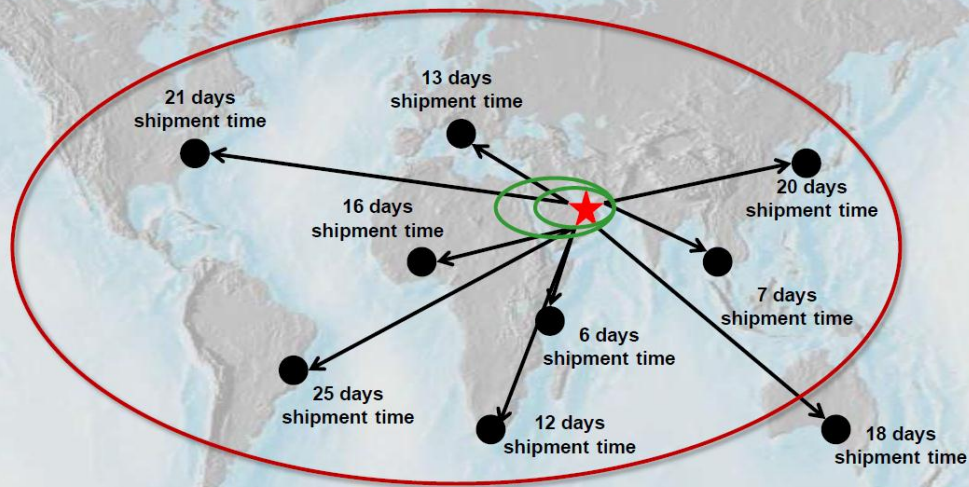 13 days
shipment time
21 days
shipment time
20 days
shipment time
16 days
shipment time
7 days
shipment time
6 days
shipment time
25 days
shipment time
12 days
shipment time
18 days
shipment time